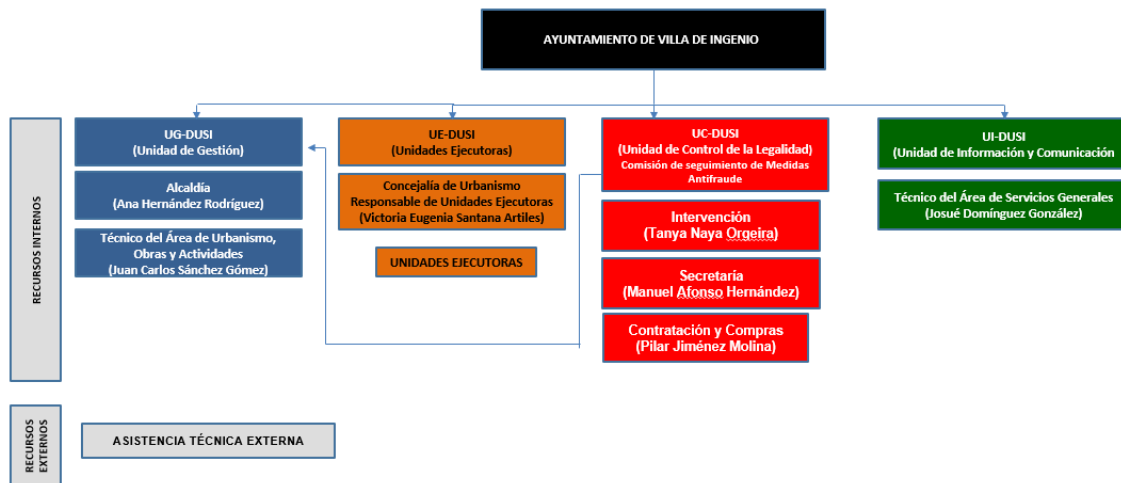 AYUNTAMIENTO DE VILLA DE INGENIO
RECURSOS INTERNOS
UG-DUSI
(Unidad de Gestión)
Alcaldía
(Ana Hernández Rodríguez)
Técnico del Área de Urbanismo,
Obras y Actividades
(Juan Carlos Sánchez Gómez)
UE-DUSI
(Unidades Ejecutoras)
Concejalía de Urbanismo
Responsable de Unidades Ejecutoras
(Victoria Eugenia Santana Artiles)
UNIDADES EJECUTORAS
UC-DUSI
(Unidad de Control de la Legalidad)
Comisión de seguimiento de Medidas
Antifraude
Intervención
(Tanya Naya Orgeira)
Secretaría
(Manuel Afonso Hernández)
Contratación y Compras
(Pilar Jiménez Molina)
UI-DUSI
(Unidad de Información y Comunicación
Técnico del Área de Servicios Generales
(Josué Domínguez González)
RECURSOS
EXTERNOS
ASISTENCIA TÉCNICA EXTERNA